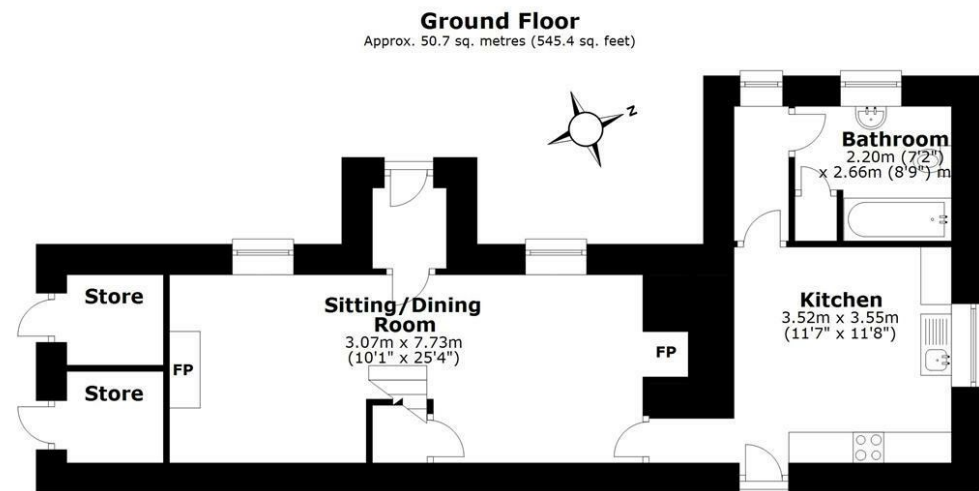 Ground Floor
Approx. 50.7 sq. metres (545.4 sq. feet)
N
Bathroom
2.20m (7'2")
x 2.66m (8'9") m
Store
Sitting/Dining
Room
3.07m x 7.73m
(10'1" x 25'4")
Kitchen
3.52m x 3.55m
(11'7" x 11'8")
FP
FP
Store